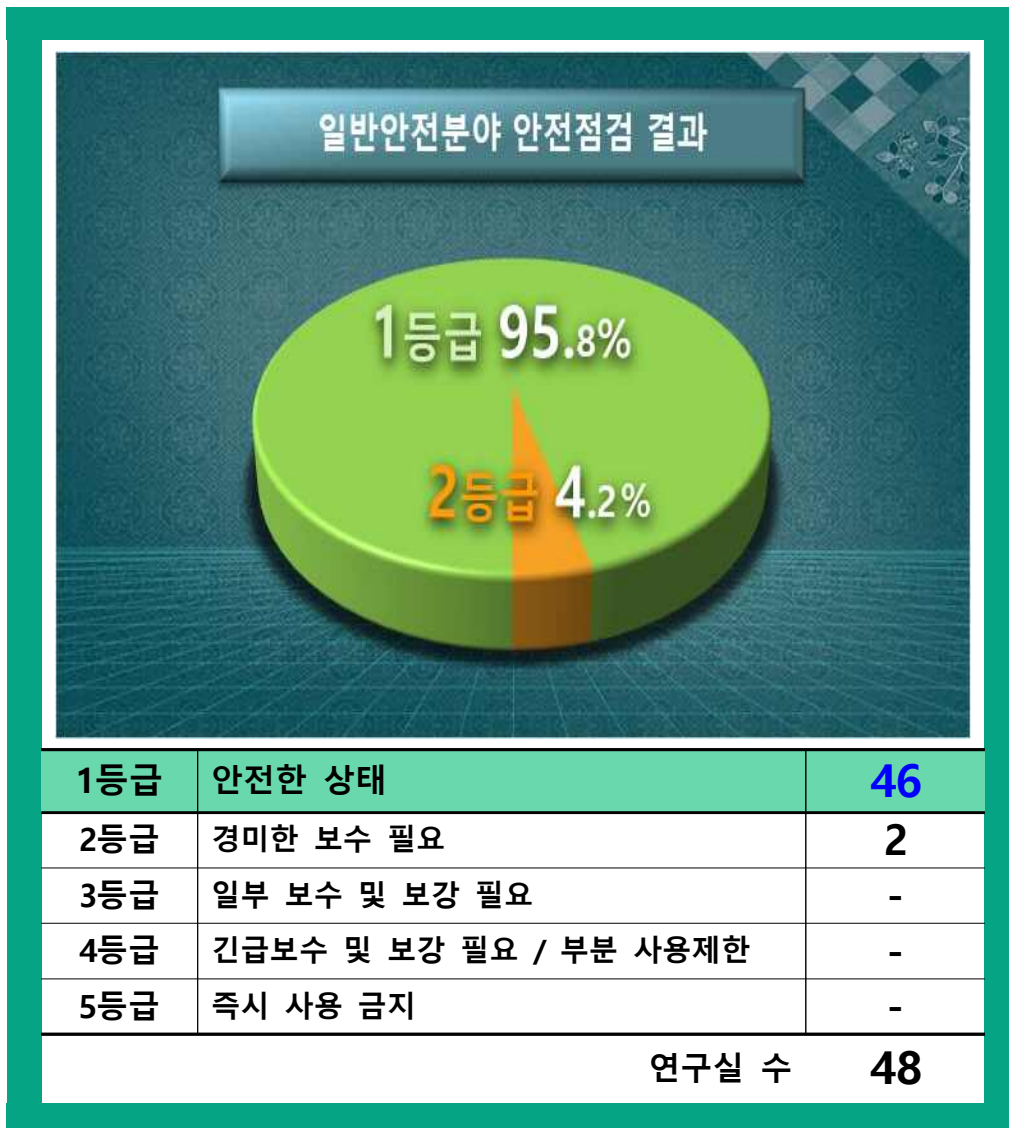 일반안전분야 안전점검 결과
1등급 95.8%
2등급 4.2%
1등급 안전한 상태 46
2등급 경미한 보수 필요 2
3등급 일부 보수 및 보강 필요 -
4등급 긴급보수 및 보강 필요 / 부분 사용제한 -
5등급 즉시 사용 금지 -
연구실 수 48